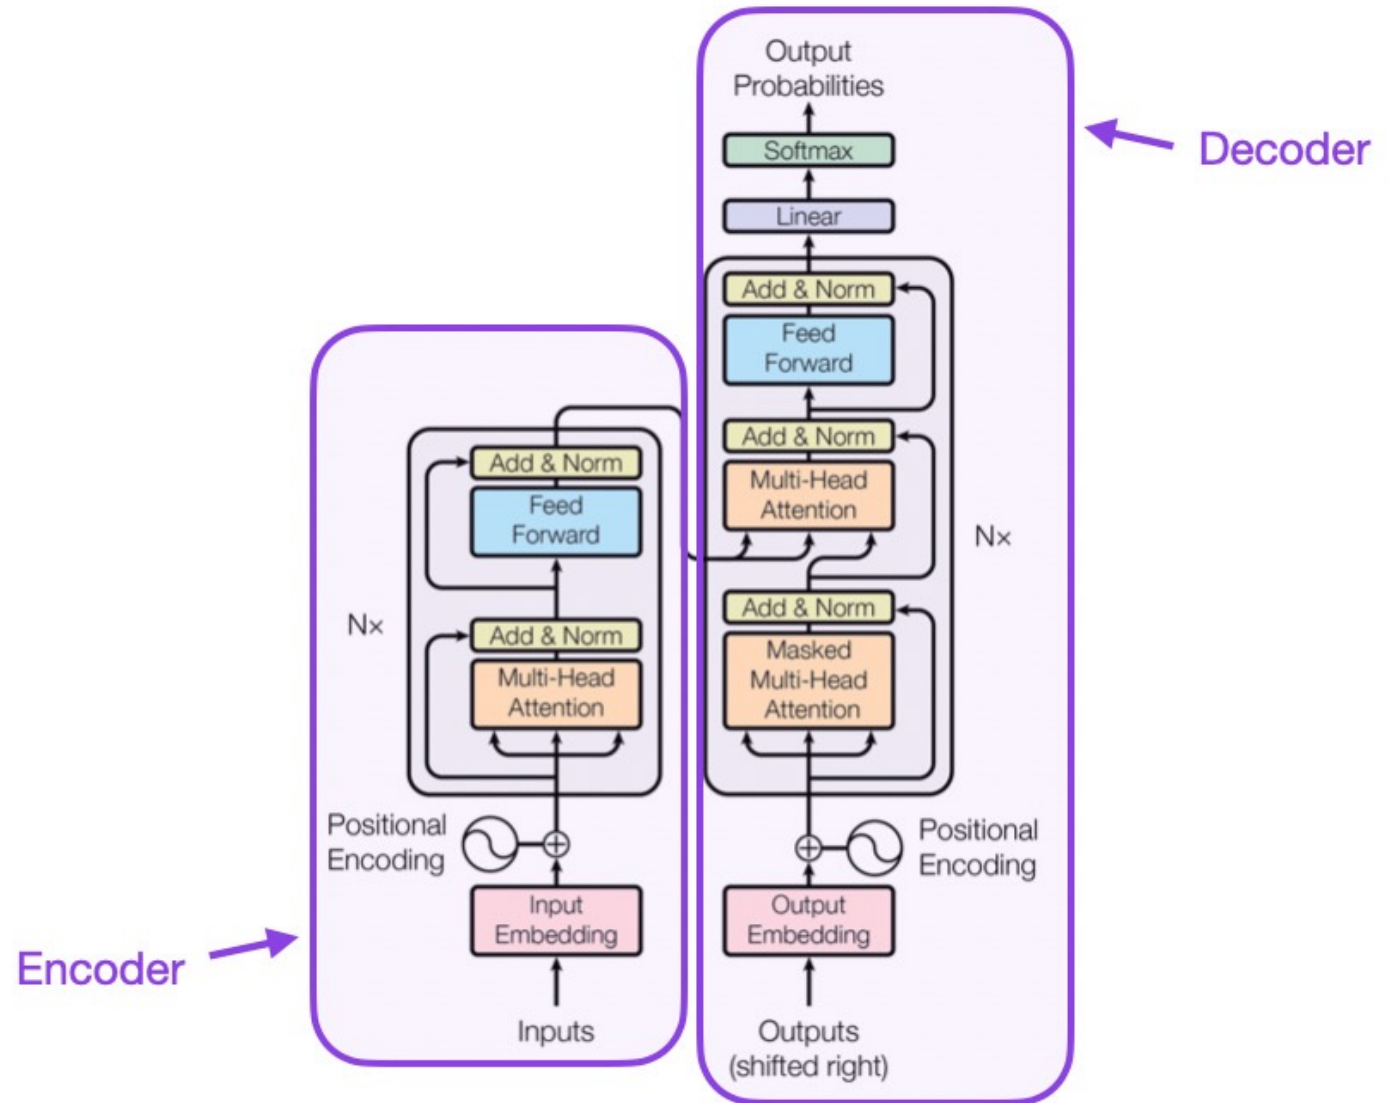 Output
Probabilities
Softmax
Decoder
Linear
Add & Norm
Feed
Forward
Add & Norm
Multi-Head
Attention
Nx
Add & Norm
Masked
Multi-Head
Attention
Positional
Encoding
Output
Embedding
Outputs
(shifted right)
Add & Norm
Feed
Forward
Nx
Add & Norm
Multi-Head
Attention
Positional
Encoding
Input
Embedding
Encoder
Inputs